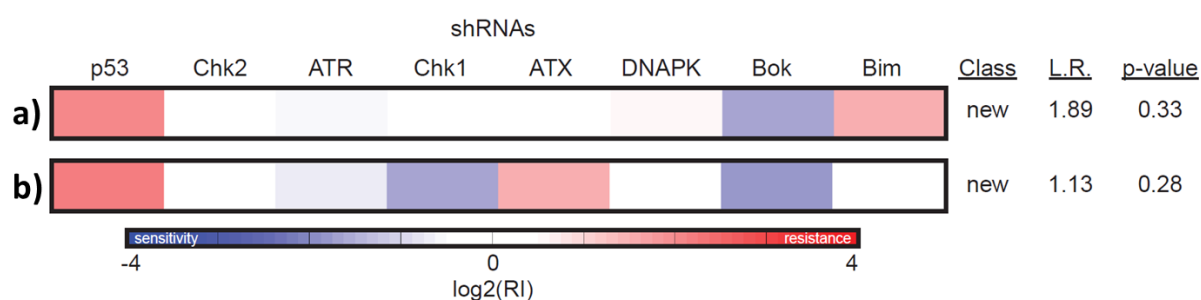 shRNAs
p53 Chk2 ATR Chk1 ATX DNAPK Bok Bim Class L.R. p-value
a) new 1.89 0.33
b) new 1.13 0.28
sensitivity resistance
-4 0 4
log2(RI)